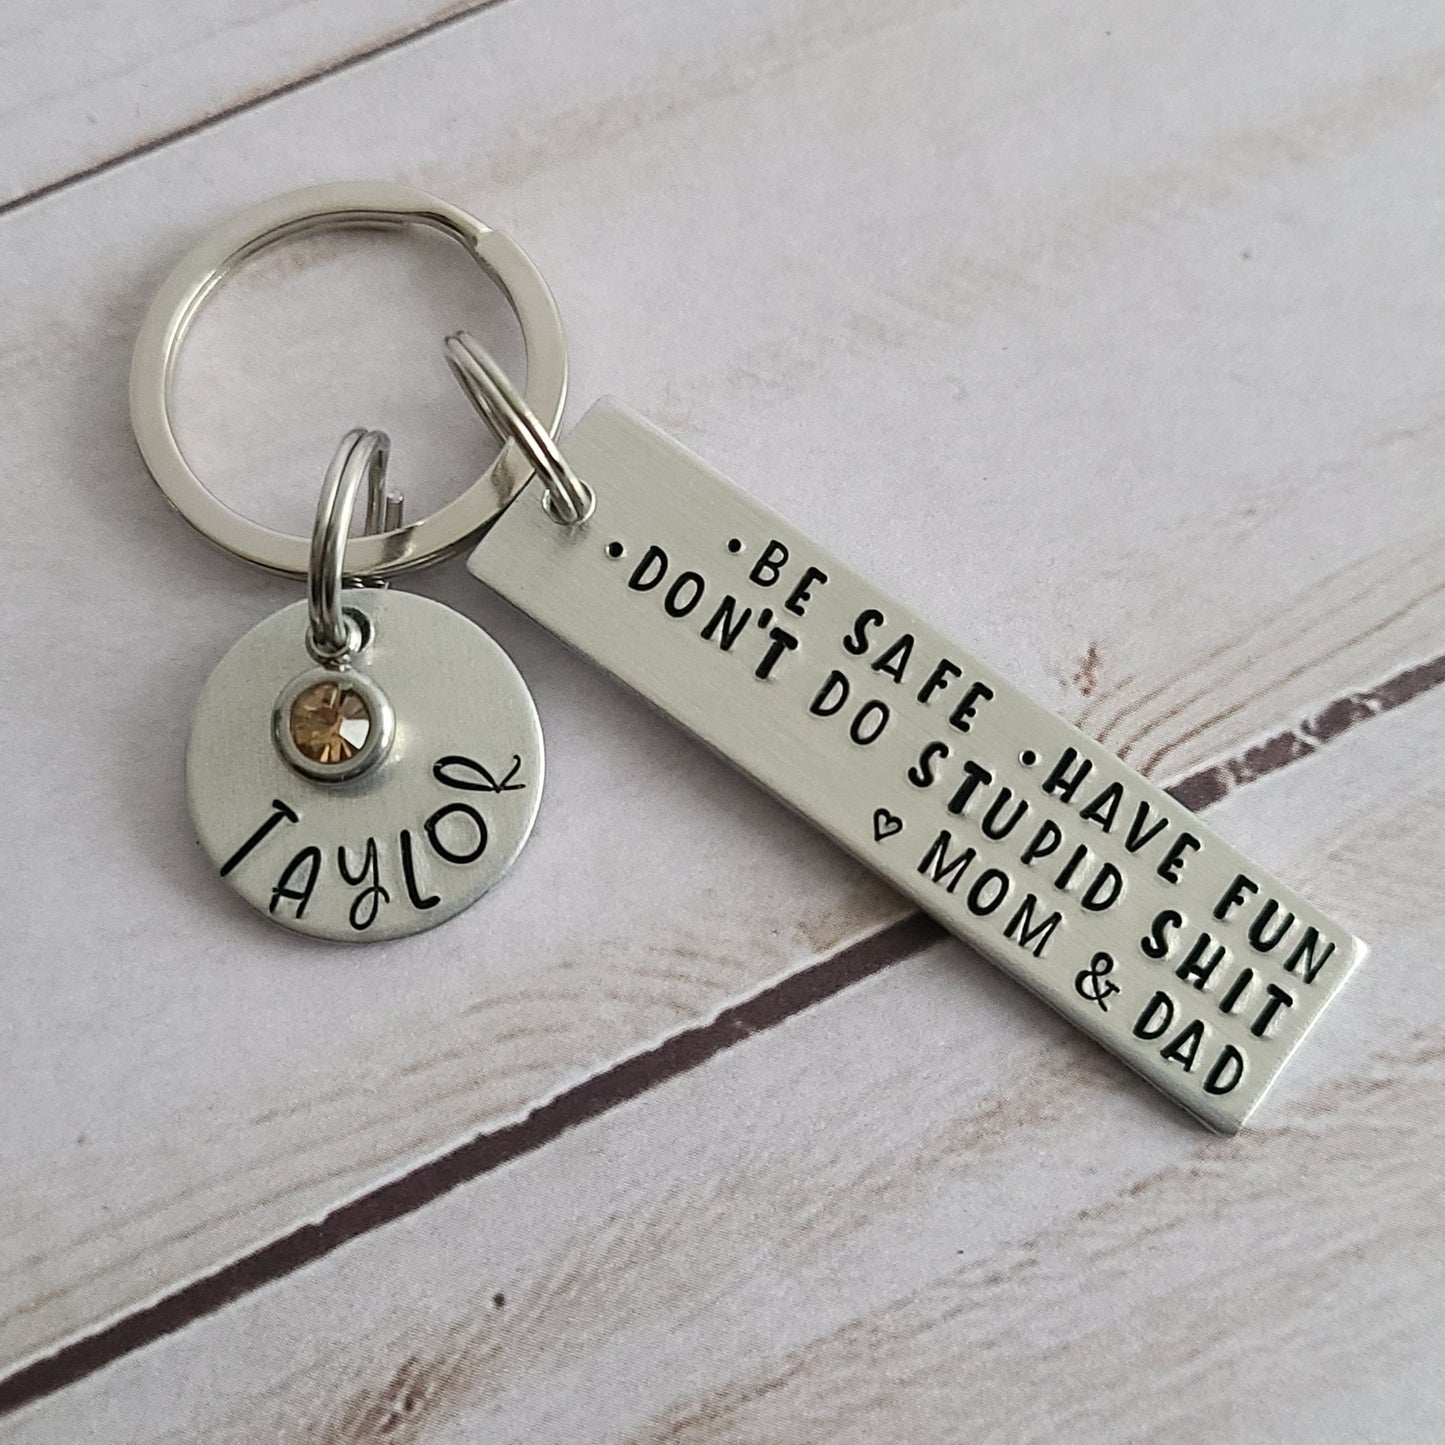 TAYLOR
•BE SAFE •HAVE FUN
•DON'T DO STUPID SHIT
♡ MOM & DAD